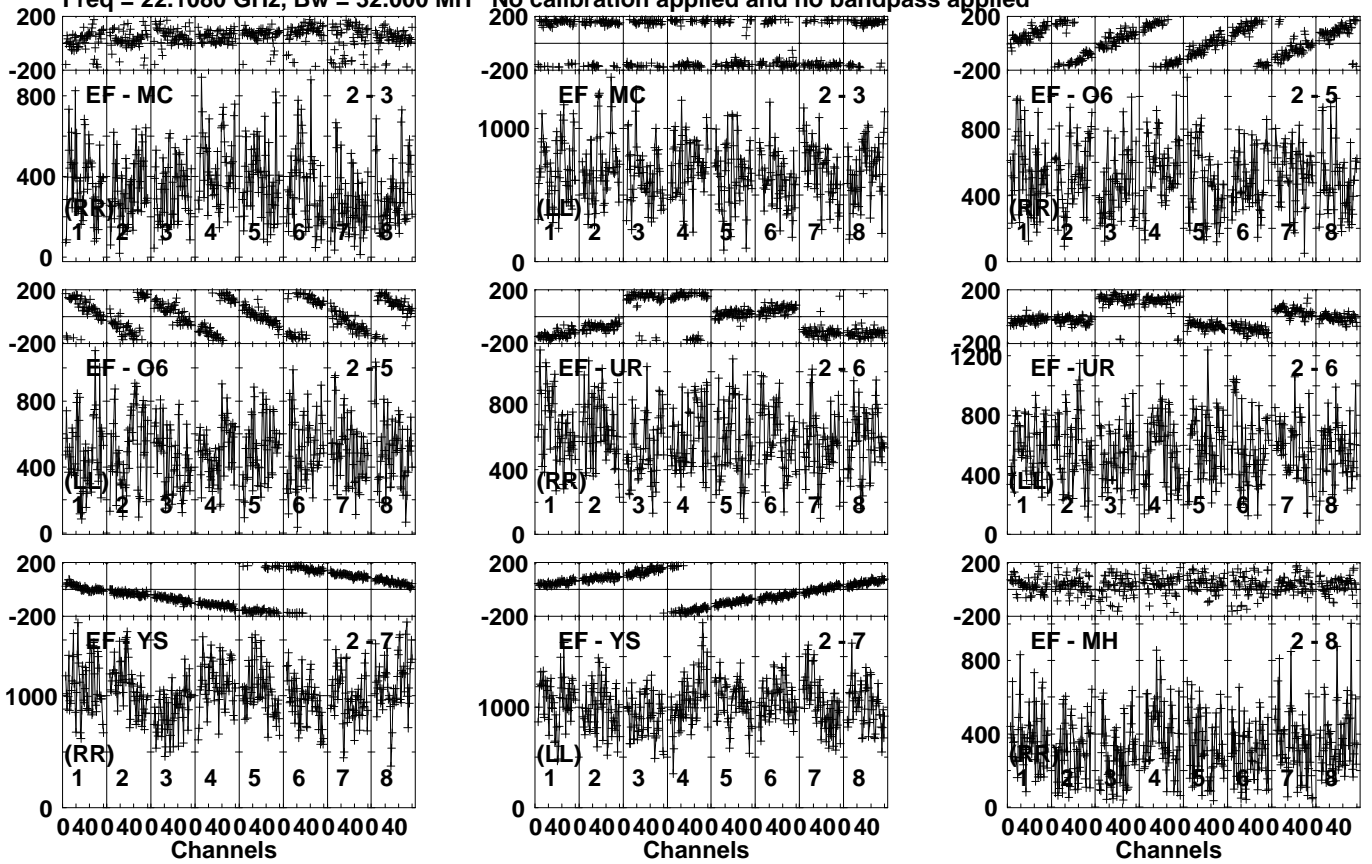 Freq = 22.1080 GHz, Bw = 32.000 MH No calibration applied and no bandpass applied
200 200 200
-200 -200 -200
EF - MC 2 - 3 EF - MC 2 - 3 EF - O6 2 - 5
800 1000 800
400 400
(RR) (LL) (RR)
1 2 3 4 5 6 7 8 1 2 3 4 5 6 7 8 1 2 3 4 5 6 7 8
0 0 0
200 200 200
-200 -200 -200
1200
EF - O6 2 - 5 EF - UR 2 - 6 EF - UR 2 - 6
800 800 800
400 400 400
(LL) (RR) (LL)
1 2 3 4 5 6 7 8 1 2 3 4 5 6 7 8 1 2 3 4 5 6 7 8
0 0 0
200 200 200
-200 -200 -200
EF - YS 2 - 7 EF - YS 2 - 7 EF - MH 2 - 8
800
1000 1000
400
(RR) (LL) (RR)
1 2 3 4 5 6 7 8 1 2 3 4 5 6 7 8 1 2 3 4 5 6 7 8
0 0 0
0 40 0 40 0 40 0 40 0 40 0 40 0 40 0 40 0 40 0 40 0 40 0 40 0 40 0 40 0 40 0 40 0 40 0 40 0 40 0 40 0 40 0 40 0 40 0 40
Channels Channels Channels